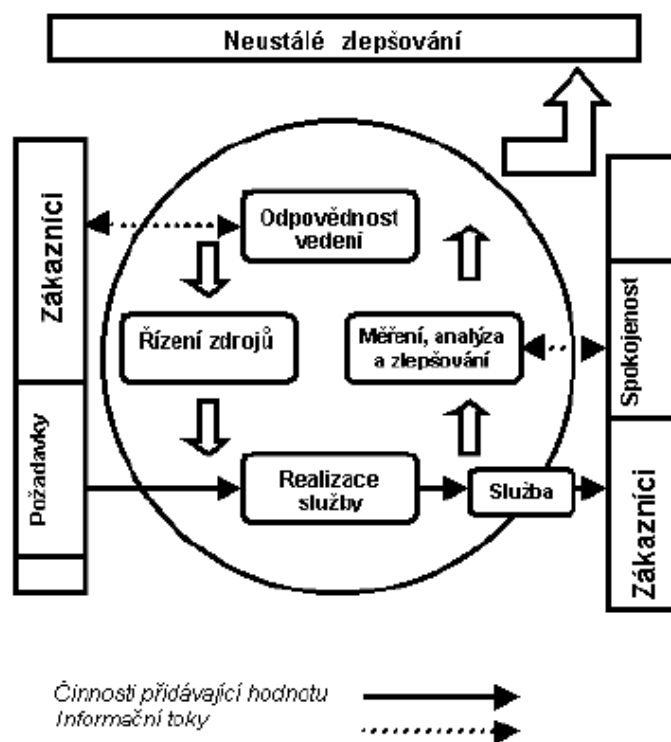 Neustálé zlepšování
Zákazníci
Požadavky
Odpovědnost
vedení
Řízení zdrojů
Měření, analýza
a zlepšování
Realizace
služby
Služba
Spokojenost
Zákazníci
Činnosti přidávající hodnotu
Informační toky